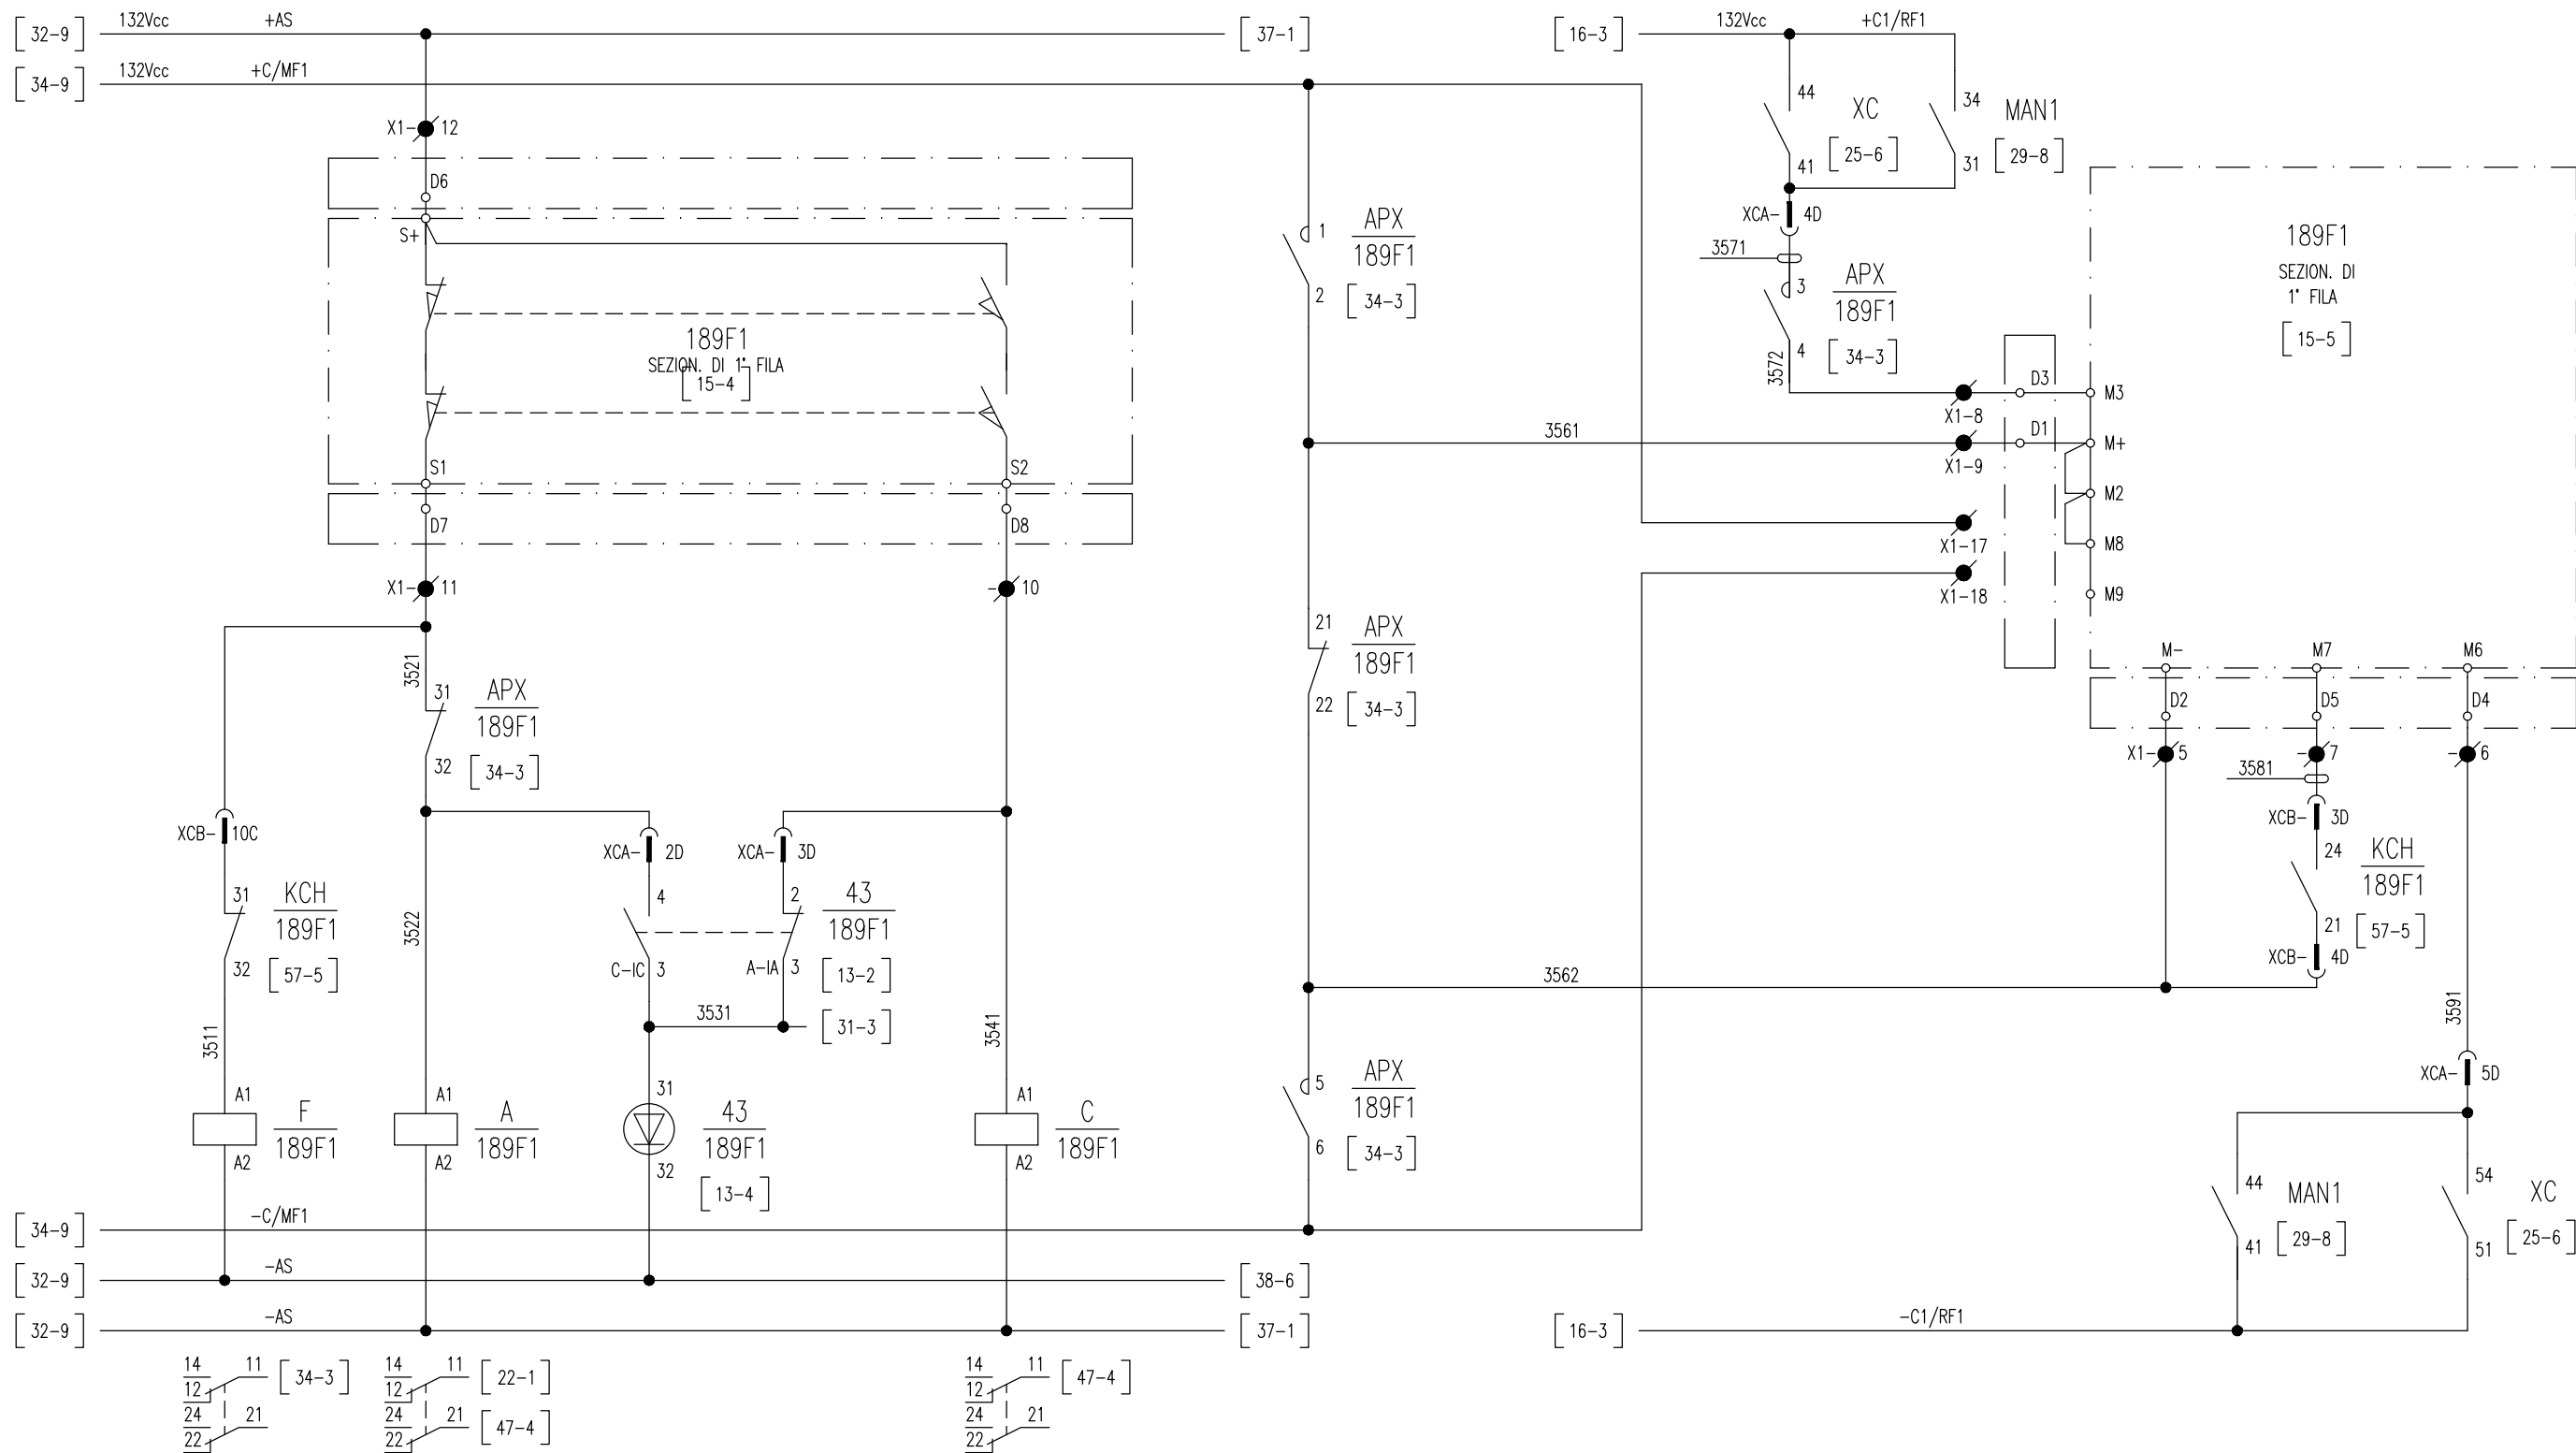 [32-9] 132Vcc +AS [37-1]
[34-9] 132Vcc +C/MF1
[16-3] 132Vcc +C1/RF1
X1- 12
D6
S+
189F1
SEZION. DI 1° FILA
[15-4]
S1
S2
D7
D8
X1- 11
- 10
3521
31
APX
189F1
32
[34-3]
XCB- 10C
31
KCH
189F1
32
[57-5]
3511
A1
F
189F1
A2
3522
A1
A
189F1
A2
XCA- 2D
XCA- 3D
4
2
43
189F1
C-IC 3
A-IA 3
[13-2]
3531
[31-3]
31
43
189F1
32
[13-4]
3541
A1
C
189F1
A2
1
APX
189F1
2
[34-3]
3561
21
APX
189F1
22
[34-3]
3562
5
APX
189F1
6
[34-3]
44
XC
41
[25-6]
34
MAN1
31
[29-8]
XCA- 4D
3571
3
APX
189F1
4
[34-3]
3572
X1-8
X1-9
X1-17
X1-18
D3
D1
M3
M+
M2
M8
M9
189F1
SEZION. DI
1° FILA
[15-5]
M-
M7
M6
D2
D5
D4
X1- 5
- 7
- 6
3581
XCB- 3D
24
KCH
189F1
21
[57-5]
XCB- 4D
3591
XCA- 5D
44
MAN1
41
[29-8]
54
XC
51
[25-6]
[34-9] -C/MF1
[32-9] -AS [38-6]
[32-9] -AS [37-1]
[16-3] -C1/RF1
14 11 [34-3]
12
24 21
22
14 11 [22-1]
12
24 21 [47-4]
22
14 11 [47-4]
12
24 21
22